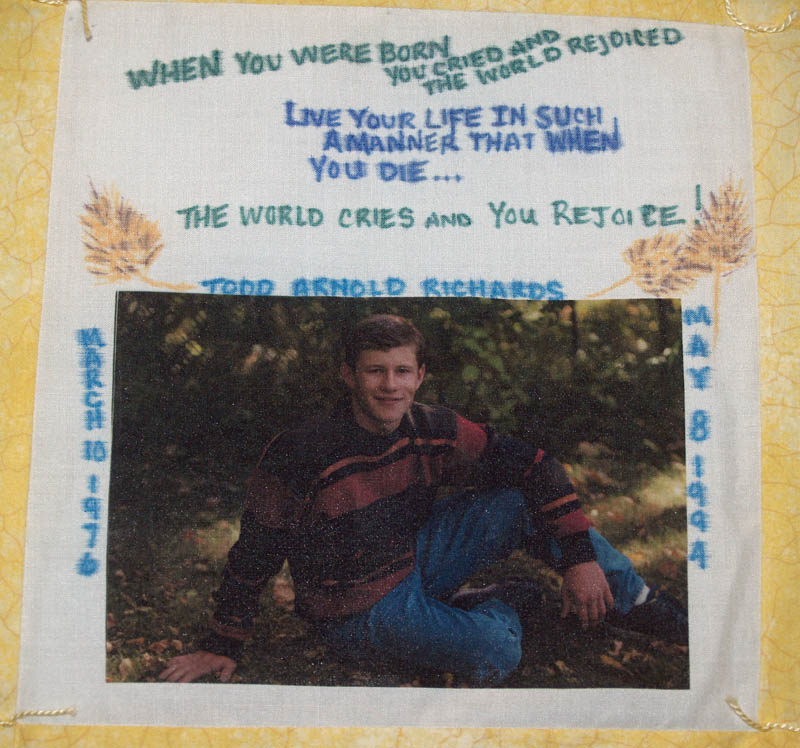 WHEN YOU WERE BORN
YOU CRIED AND
THE WORLD REJOICED
LIVE YOUR LIFE IN SUCH
A MANNER THAT WHEN
YOU DIE...
THE WORLD CRIES AND YOU REJOICE!
TODD ARNOLD RICHARDS
MARCH 10 1976
MAY 8 1994